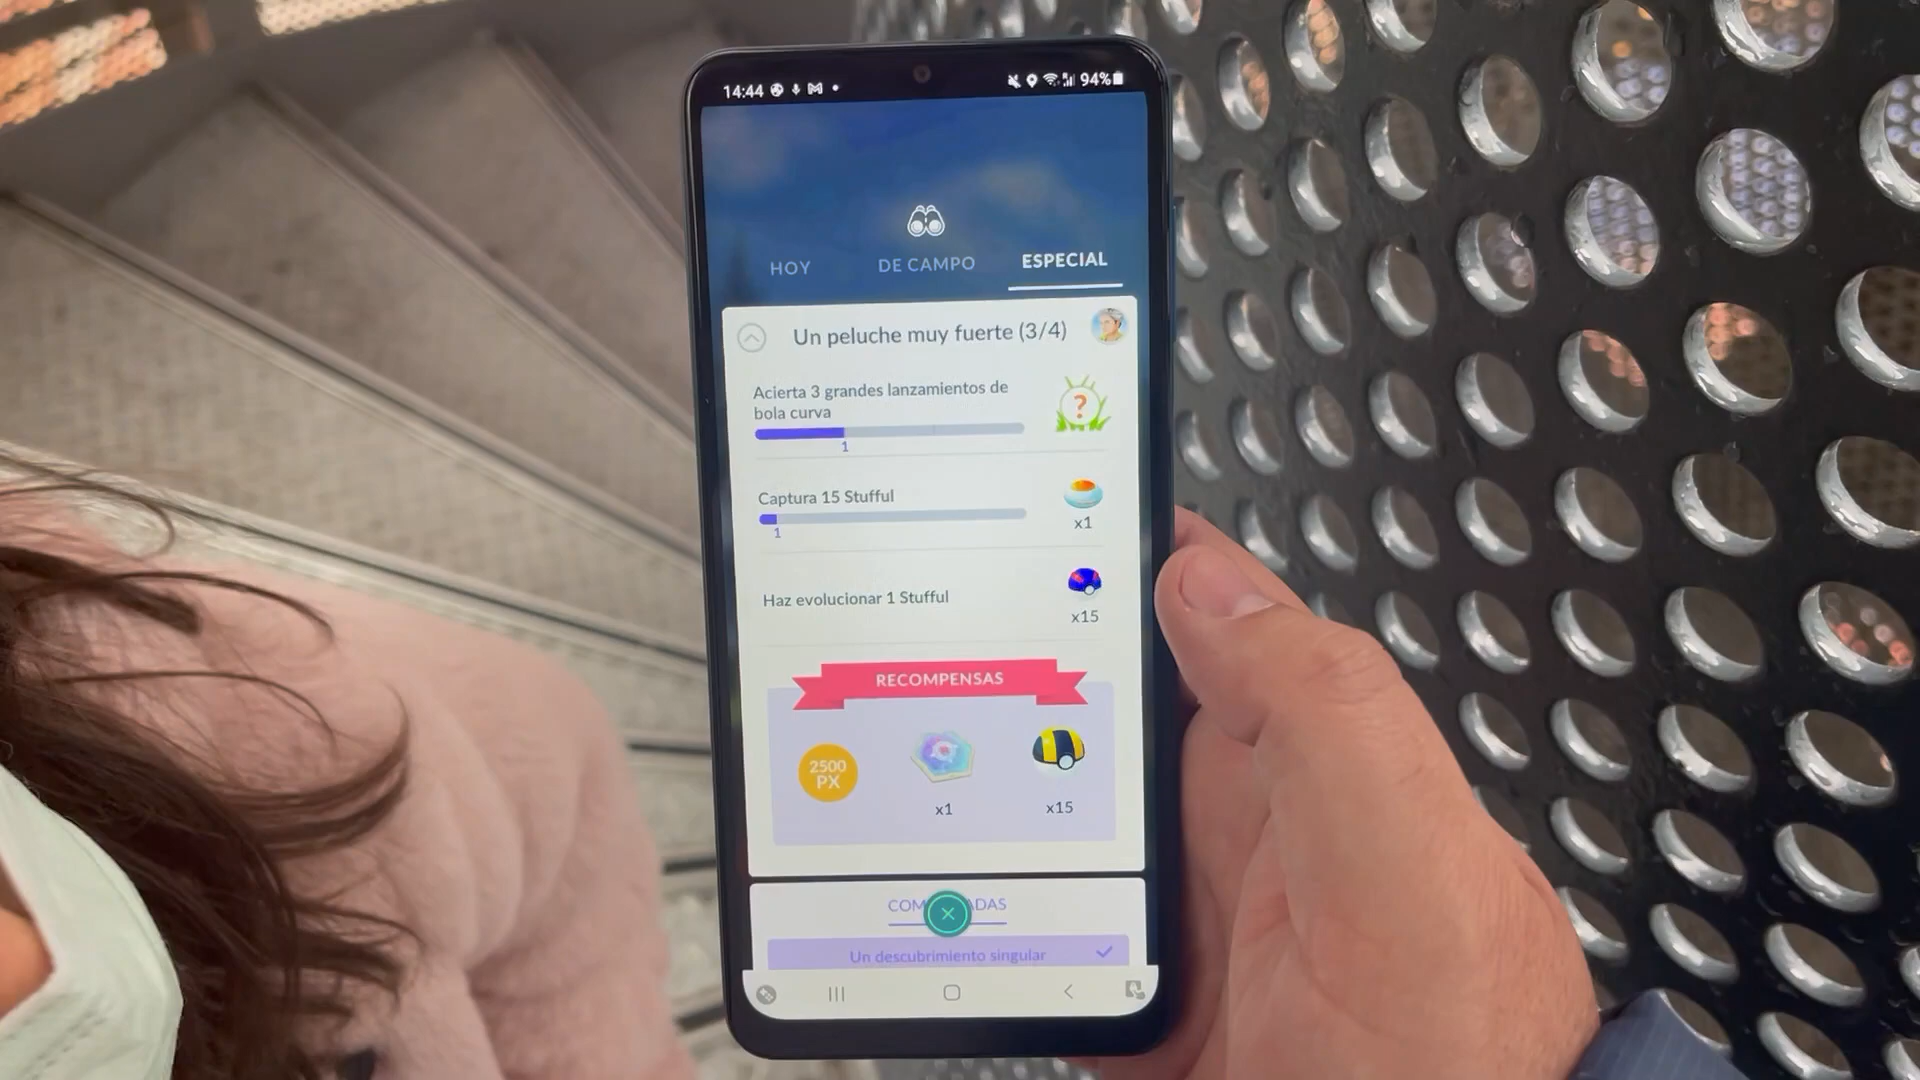 14:44
94%
HOY
DE CAMPO
ESPECIAL
Un peluche muy fuerte (3/4)
Acierta 3 grandes lanzamientos de
bola curva
?
1
Captura 15 Stufful
1
x1
Haz evolucionar 1 Stufful
x15
RECOMPENSAS
2500
PX
x1
x15
Un descubrimiento singular